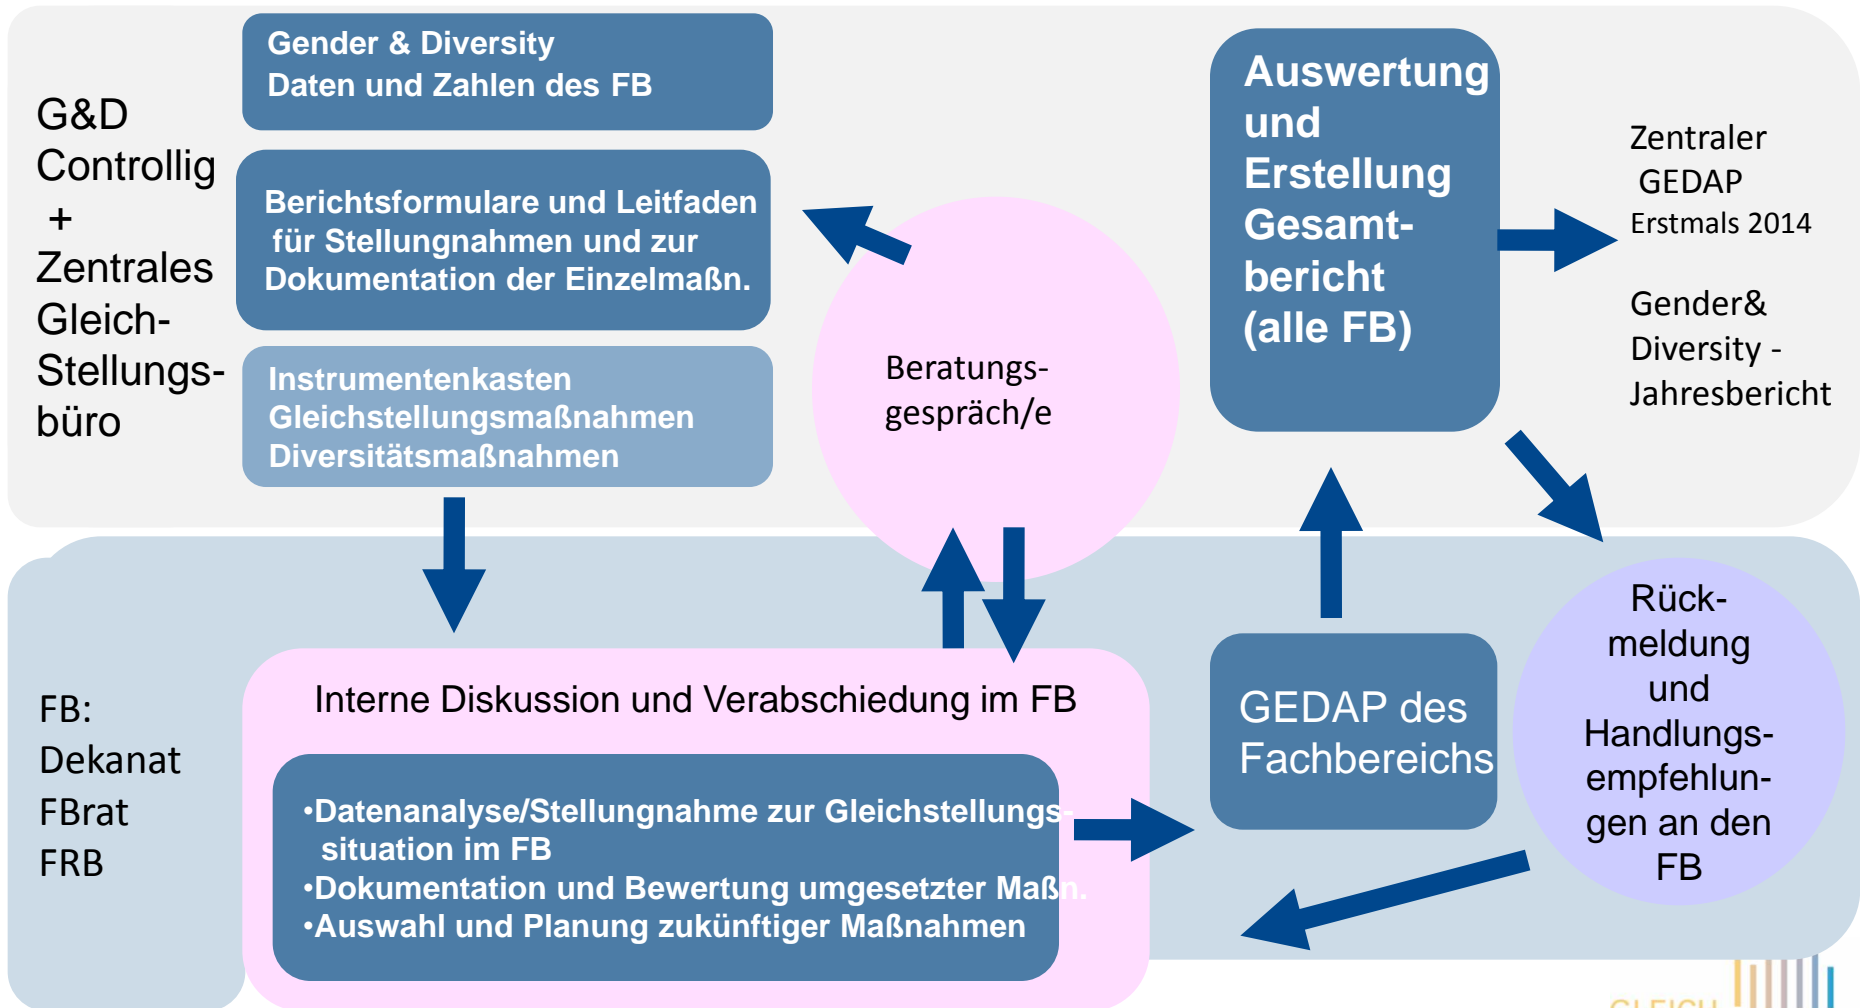 G&D
Controllig
+
Zentrales
Gleich-
Stellungs-
büro
Gender & Diversity
Daten und Zahlen des FB
Berichtsformulare und Leitfaden
für Stellungnahmen und zur
Dokumentation der Einzelmaßn.
Instrumentenkasten
Gleichstellungsmaßnahmen
Diversitätsmaßnahmen
Beratungs-
gespräch/e
Auswertung
und
Erstellung
Gesamt-
bericht
(alle FB)
Zentraler
GEDAP
Erstmals 2014
Gender&
Diversity -
Jahresbericht
FB:
Dekanat
FBrat
FRB
Interne Diskussion und Verabschiedung im FB
•Datenanalyse/Stellungnahme zur Gleichstellungs-
situation im FB
•Dokumentation und Bewertung umgesetzter Maßn.
•Auswahl und Planung zukünftiger Maßnahmen
GEDAP des
Fachbereichs
Rück-
meldung
und
Handlungs-
empfehlun-
gen an den
FB
GLEICH